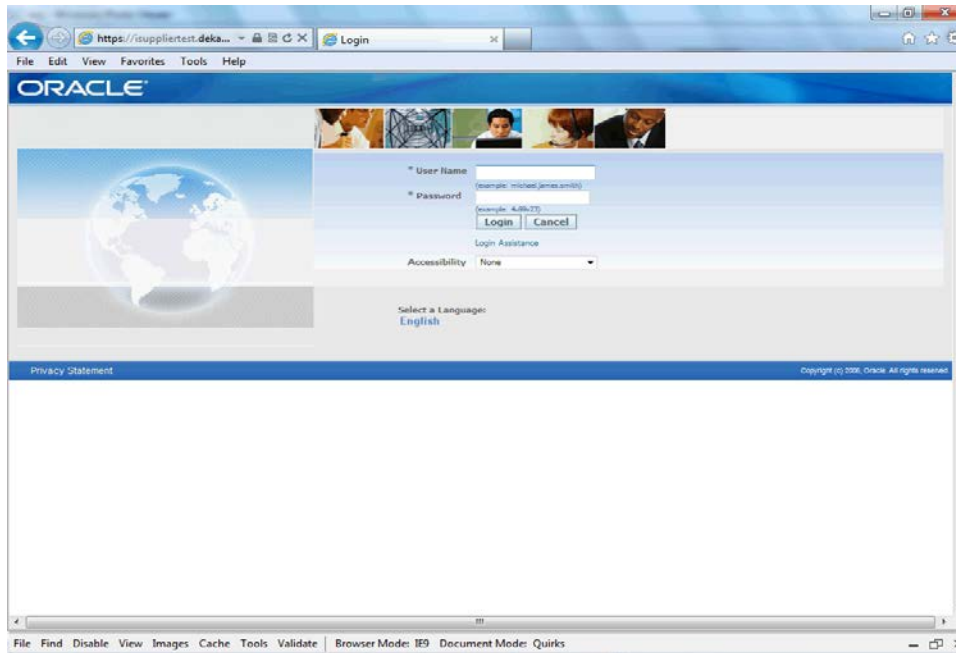 https://isuppliertest.deka...
Login
File Edit View Favorites Tools Help
ORACLE
* User Name
(example: michael.james.smith)
* Password
(example: 4u99v23)
Login Cancel
Login Assistance
Accessibility None
Select a Language:
English
Privacy Statement
Copyright (c) 2006, Oracle. All rights reserved.
File Find Disable View Images Cache Tools Validate Browser Mode: IE9 Document Mode: Quirks